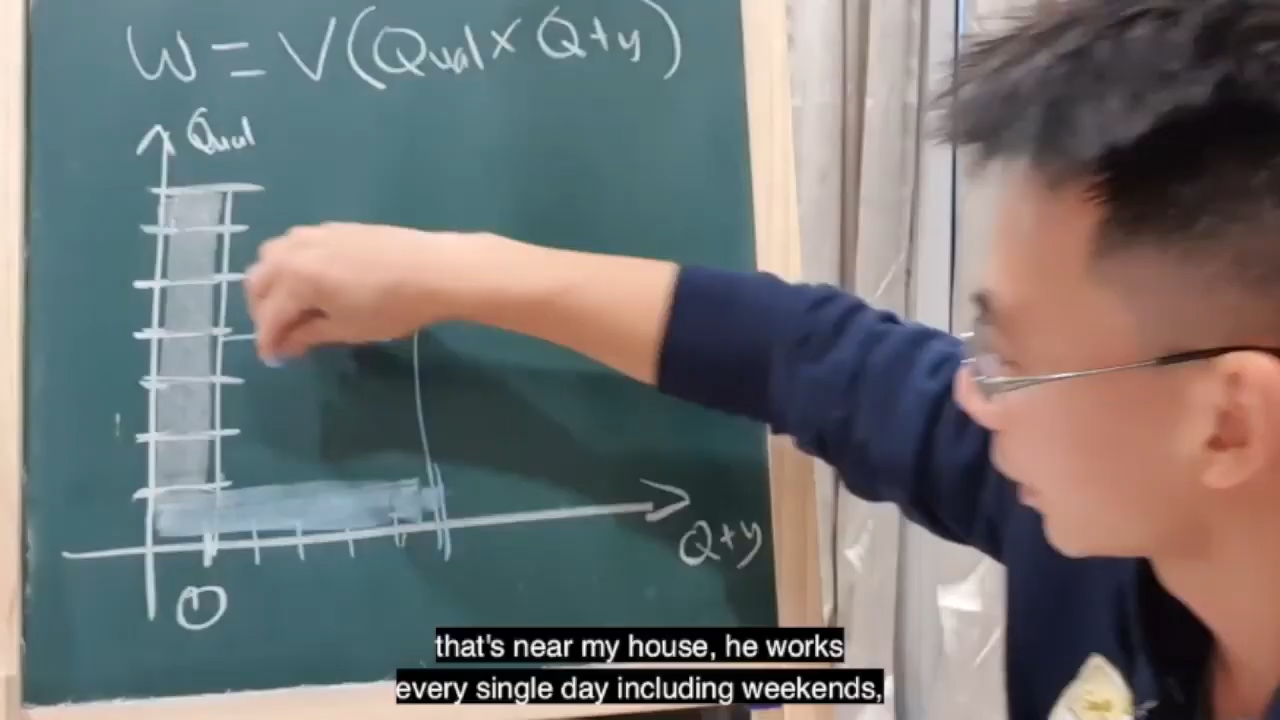 W = V(Qual x Q+y)
Qual
Q+y
0
that's near my house, he works
every single day including weekends,